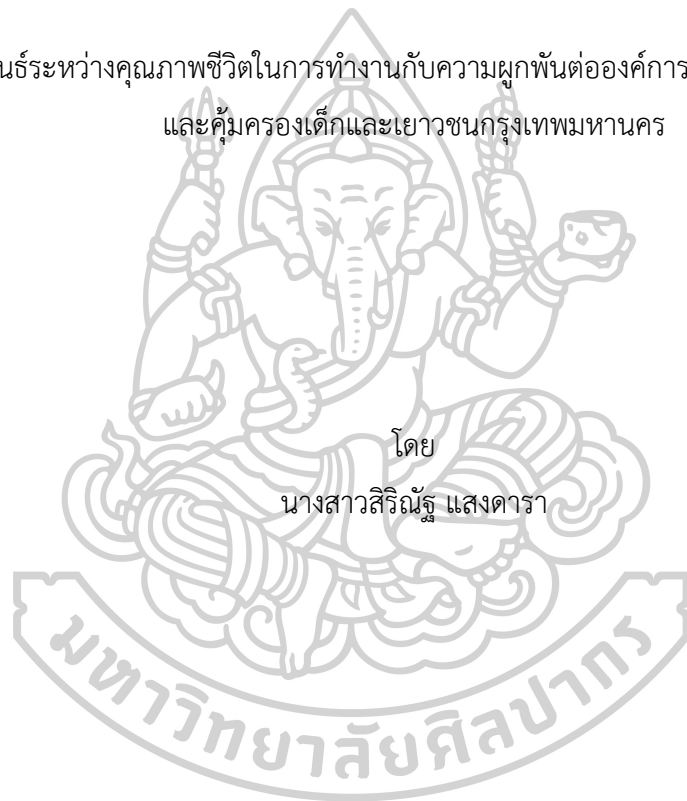 นธ์ระหว่างคุณภาพชีวิตในการทำงานกับความผูกพันต่อองค์การ
และคุ้มครองเด็กและเยาวชนกรุงเทพมหานคร
โดย
นางสาวสิริณัฐ แสงดารา
มหาวิทยาลัยศิลปากร